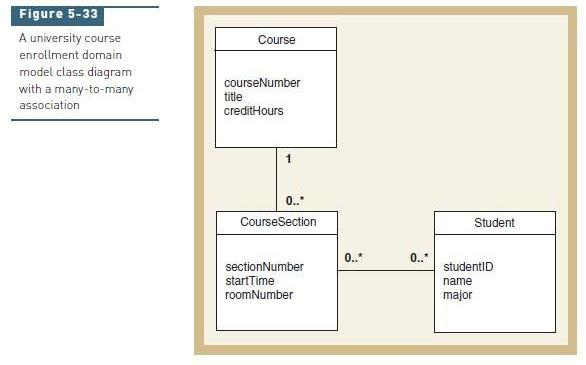 Figure 5-33
A university course
enrollment domain
model class diagram
with a many-to-many
association
Course
courseNumber
title
creditHours
1
0..*
CourseSection
sectionNumber
startTime
roomNumber
0..*
0..*
Student
studentID
name
major